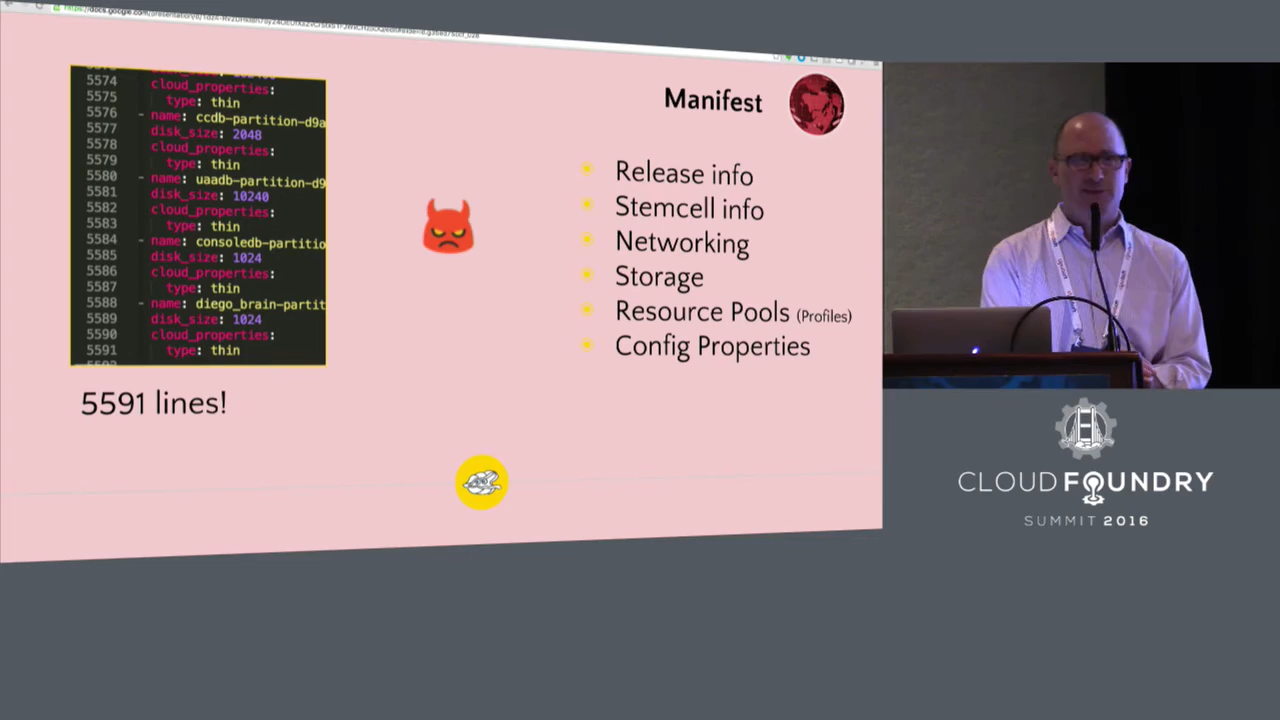 5574 cloud_properties:
5575 type: thin
5576 - name: ccdb-partition-d9a
5577 disk_size: 2048
5578 cloud_properties:
5579 type: thin
5580 - name: uaadb-partition-d9
5581 disk_size: 10240
5582 cloud_properties:
5583 type: thin
5584 - name: consoledb-partitio
5585 disk_size: 1024
5586 cloud_properties:
5587 type: thin
5588 - name: diego_brain-partit
5589 disk_size: 1024
5590 cloud_properties:
5591 type: thin
5591 lines!
Manifest
Release info
Stemcell info
Networking
Storage
Resource Pools (Profiles)
Config Properties
CLOUD FOUNDRY
SUMMIT 2016